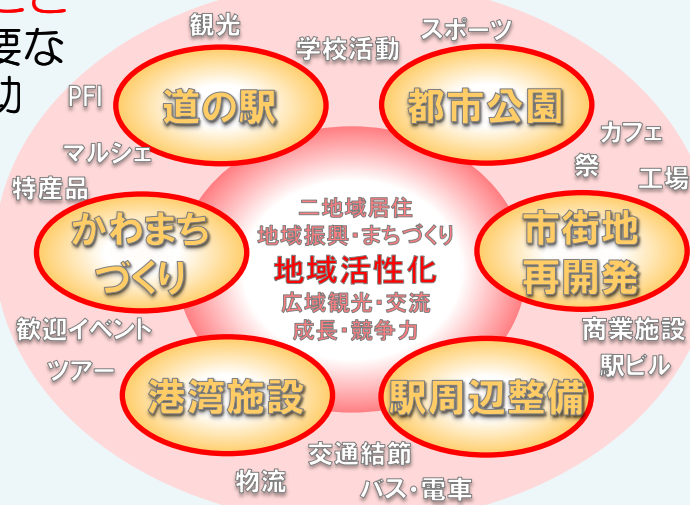 こと
要な
観光
学校活動
スポーツ
PFI
道の駅
都市公園
カフェ
マルシェ
祭
工場
特産品
かわまち
づくり
二地域居住
地域振興・まちづくり
地域活性化
広域観光・交流
成長・競争力
市街地
再開発
歓迎イベント
ツアー
商業施設
駅ビル
港湾施設
駅周辺整備
交通結節
物流
バス・電車